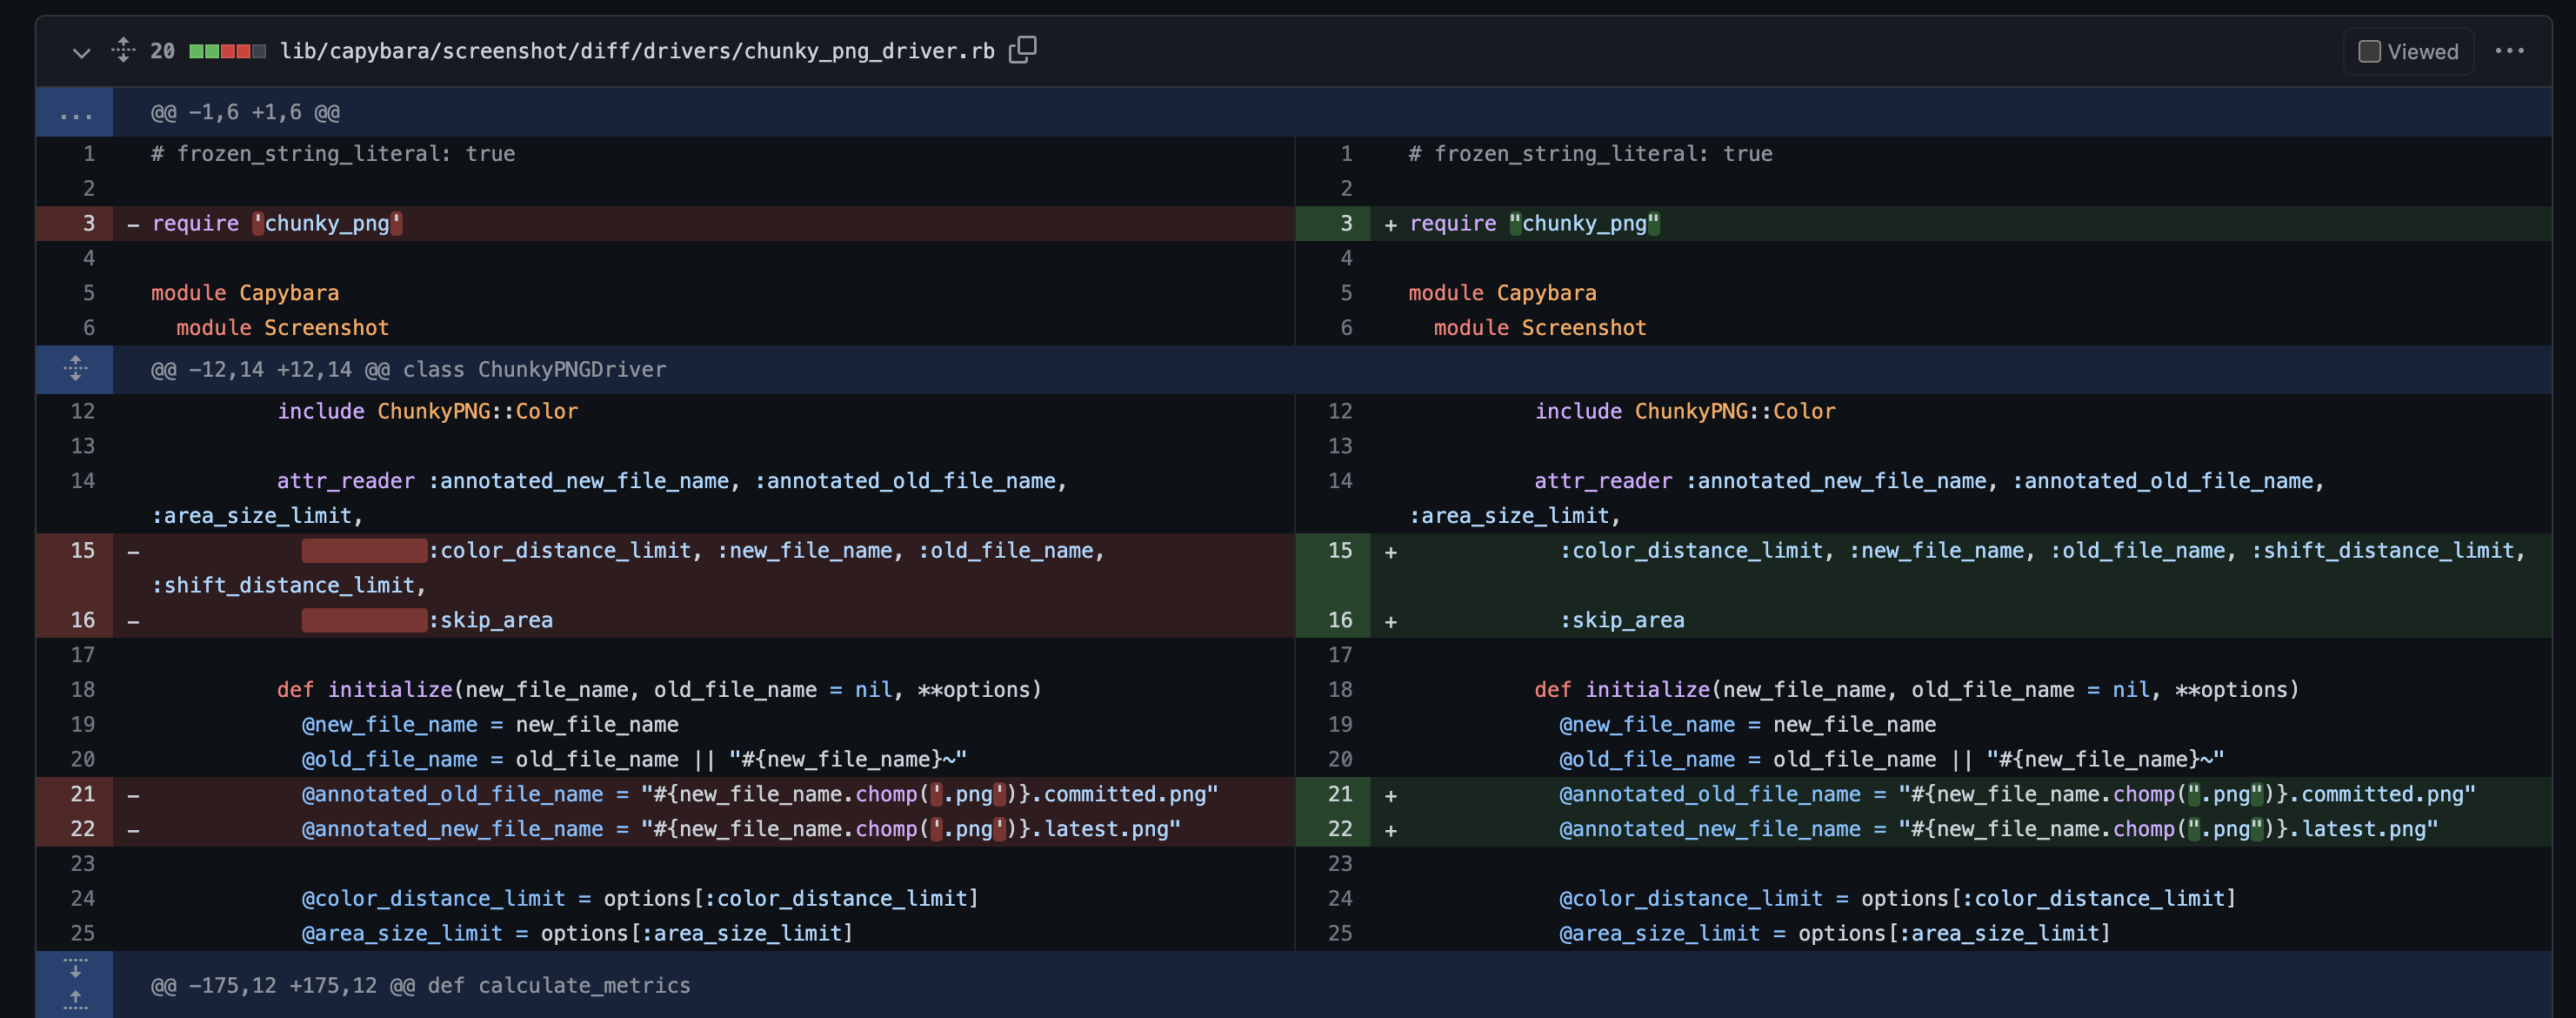 20 lib/capybara/screenshot/diff/drivers/chunky_png_driver.rb Viewed
@@ -1,6 +1,6 @@
1 # frozen_string_literal: true
2
3 - require 'chunky_png'
4
5 module Capybara
6 module Screenshot
1 # frozen_string_literal: true
2
3 + require "chunky_png"
4
5 module Capybara
6 module Screenshot
@@ -12,14 +12,14 @@ class ChunkyPNGDriver
12 include ChunkyPNG::Color
13
14 attr_reader :annotated_new_file_name, :annotated_old_file_name,
:area_size_limit,
15 - :color_distance_limit, :new_file_name, :old_file_name,
:shift_distance_limit,
16 - :skip_area
17
18 def initialize(new_file_name, old_file_name = nil, **options)
19 @new_file_name = new_file_name
20 @old_file_name = old_file_name || "#{new_file_name}~"
21 - @annotated_old_file_name = "#{new_file_name.chomp('.png')}.committed.png"
22 - @annotated_new_file_name = "#{new_file_name.chomp('.png')}.latest.png"
23
24 @color_distance_limit = options[:color_distance_limit]
25 @area_size_limit = options[:area_size_limit]
12 include ChunkyPNG::Color
13
14 attr_reader :annotated_new_file_name, :annotated_old_file_name,
:area_size_limit,
15 + :color_distance_limit, :new_file_name, :old_file_name, :shift_distance_limit,
16 + :skip_area
17
18 def initialize(new_file_name, old_file_name = nil, **options)
19 @new_file_name = new_file_name
20 @old_file_name = old_file_name || "#{new_file_name}~"
21 + @annotated_old_file_name = "#{new_file_name.chomp(".png")}.committed.png"
22 + @annotated_new_file_name = "#{new_file_name.chomp(".png")}.latest.png"
23
24 @color_distance_limit = options[:color_distance_limit]
25 @area_size_limit = options[:area_size_limit]
@@ -175,12 +175,12 @@ def calculate_metrics